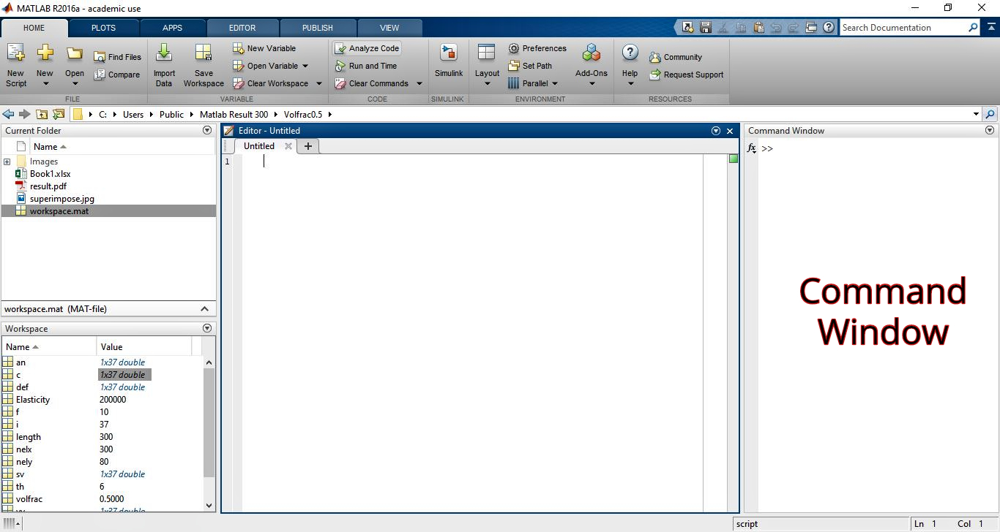 MATLAB R2016a - academic use
HOME PLOTS APPS EDITOR PUBLISH VIEW Search Documentation
New Script
New
Open
Find Files
Compare
FILE
Import Data
Save Workspace
New Variable
Open Variable
Clear Workspace
VARIABLE
Analyze Code
Run and Time
Clear Commands
CODE
Simulink
SIMULINK
Layout
Preferences
Set Path
Parallel
Add-Ons
ENVIRONMENT
Help
Community
Request Support
RESOURCES
C: Users Public Matlab Result 300 Volfrac0.5
Current Folder
Name
Images
Book1.xlsx
result.pdf
superimpose.jpg
workspace.mat
workspace.mat (MAT-file)
Workspace
Name Value
an 1x37 double
c 1x37 double
def 1x37 double
Elasticity 200000
f 10
i 37
length 300
nelx 300
nely 80
sv 1x37 double
th 6
volfrac 0.5000
1x37 double
Editor - Untitled
Untitled +
1
Command Window
fx >>
Command
Window
script Ln 1 Col 1